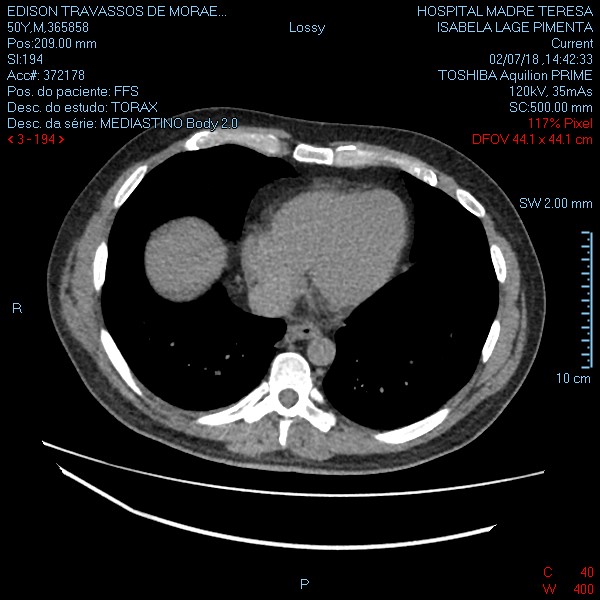 EDISON TRAVASSOS DE MORAE...
50Y,M,365858
Pos:209.00 mm
SI:194
Acc#: 372178
Pos. do paciente: FFS
Desc. do estudo: TORAX
Desc. da série: MEDIASTINO Body 2.0
< 3 - 194 >
Lossy
HOSPITAL MADRE TERESA
ISABELA LAGE PIMENTA
Current
02/07/18 ,14:42:33
TOSHIBA Aquilion PRIME
120kV, 35mAs
SC:500.00 mm
117% Pixel
DFOV 44.1 x 44.1 cm
SW 2.00 mm
R
10 cm
P
C 40
W 400